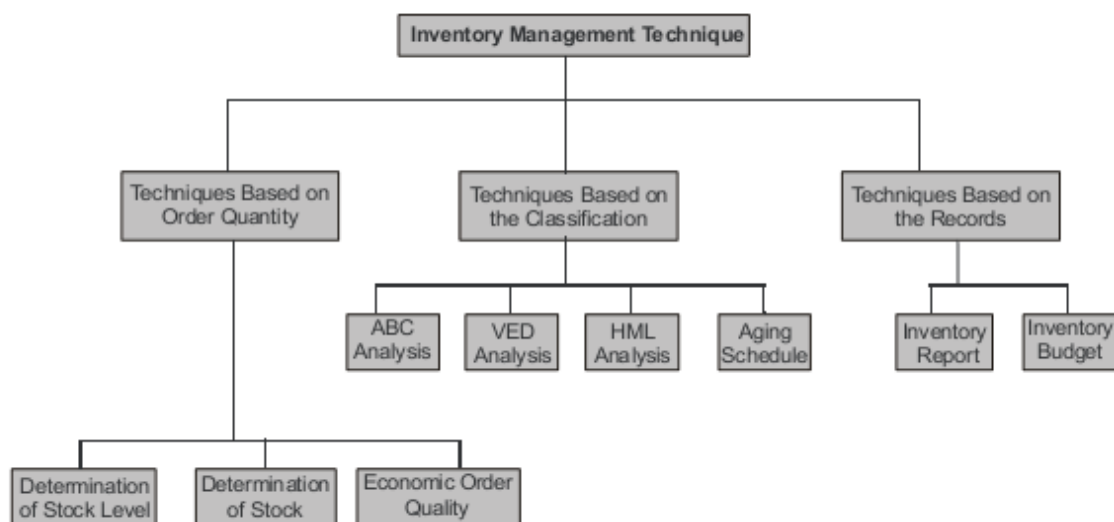 Inventory Management Technique
Techniques Based on
Order Quantity
Techniques Based on
the Classification
Techniques Based on
the Records
ABC
Analysis
VED
Analysis
HML
Analysis
Aging
Schedule
Inventory
Report
Inventory
Budget
Determination
of Stock Level
Determination
of Stock
Economic Order
Quality